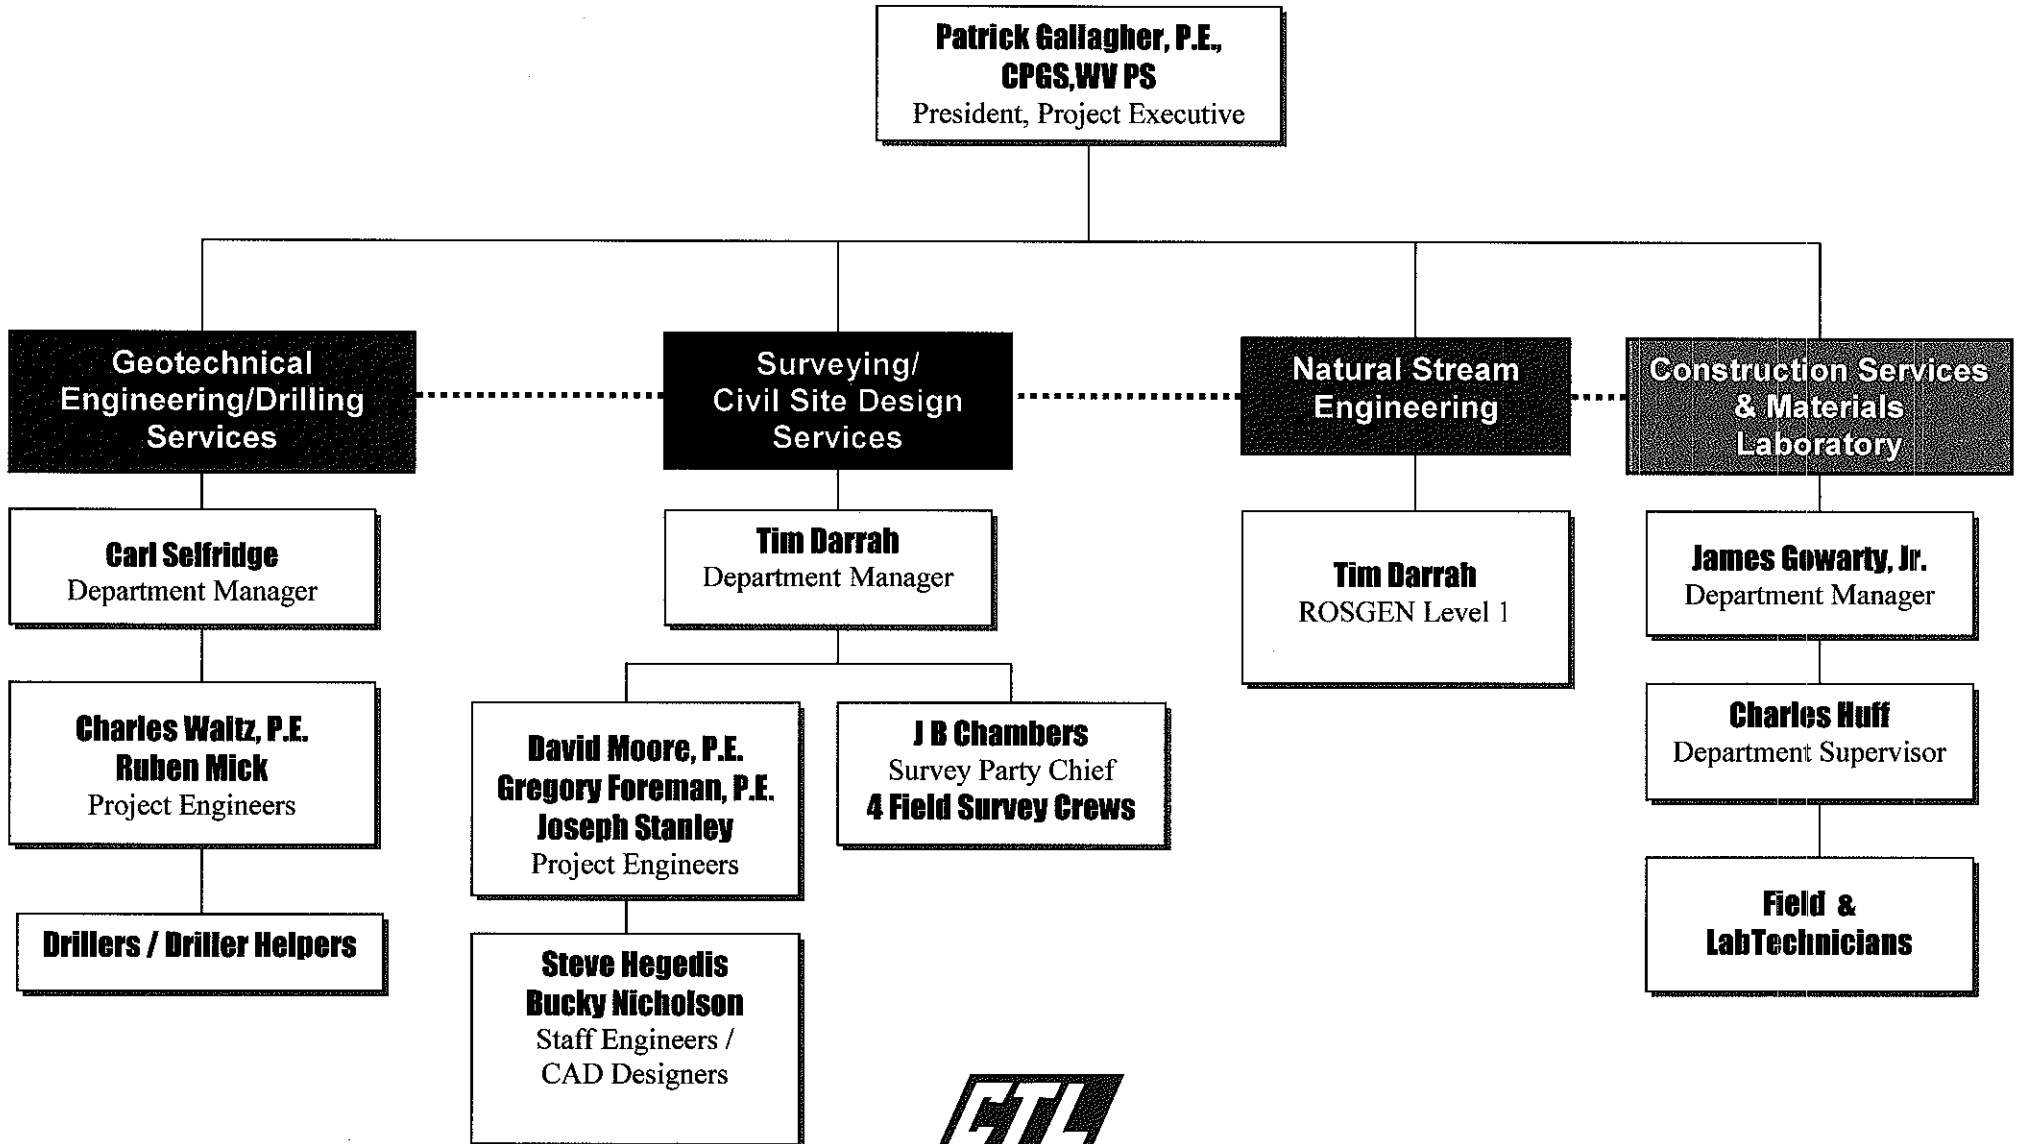 Patrick Gallagher, P.E.,
CPGS,WV PS
President, Project Executive
Geotechnical
Engineering/Drilling
Services
Surveying/
Civil Site Design
Services
Natural Stream
Engineering
Construction Services
& Materials
Laboratory
Carl Selfridge
Department Manager
Charles Waltz, P.E.
Ruben Mick
Project Engineers
Drillers / Driller Helpers
Tim Darrah
Department Manager
David Moore, P.E.
Gregory Foreman, P.E.
Joseph Stanley
Project Engineers
Steve Hegedis
Bucky Nicholson
Staff Engineers /
CAD Designers
J B Chambers
Survey Party Chief
4 Field Survey Crews
Tim Darrah
ROSGEN Level 1
James Gowarty, Jr.
Department Manager
Charles Huff
Department Supervisor
Field &
LabTechnicians
CTL